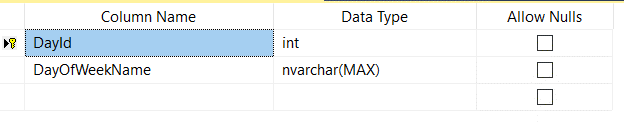 Column Name Data Type Allow Nulls
DayId int
DayOfWeekName nvarchar(MAX)